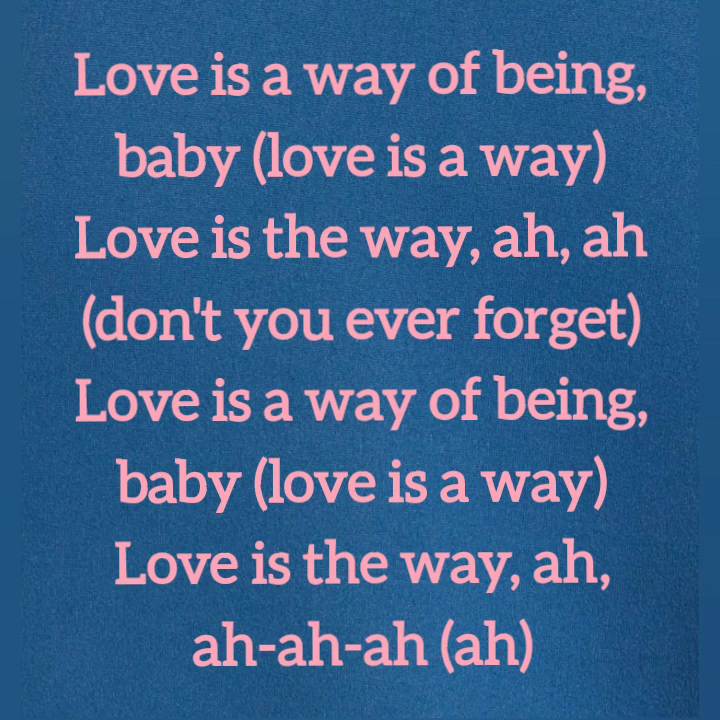 Love is a way of being,
baby (love is a way)
Love is the way, ah, ah
(don't you ever forget)
Love is a way of being,
baby (love is a way)
Love is the way, ah,
ah-ah-ah (ah)